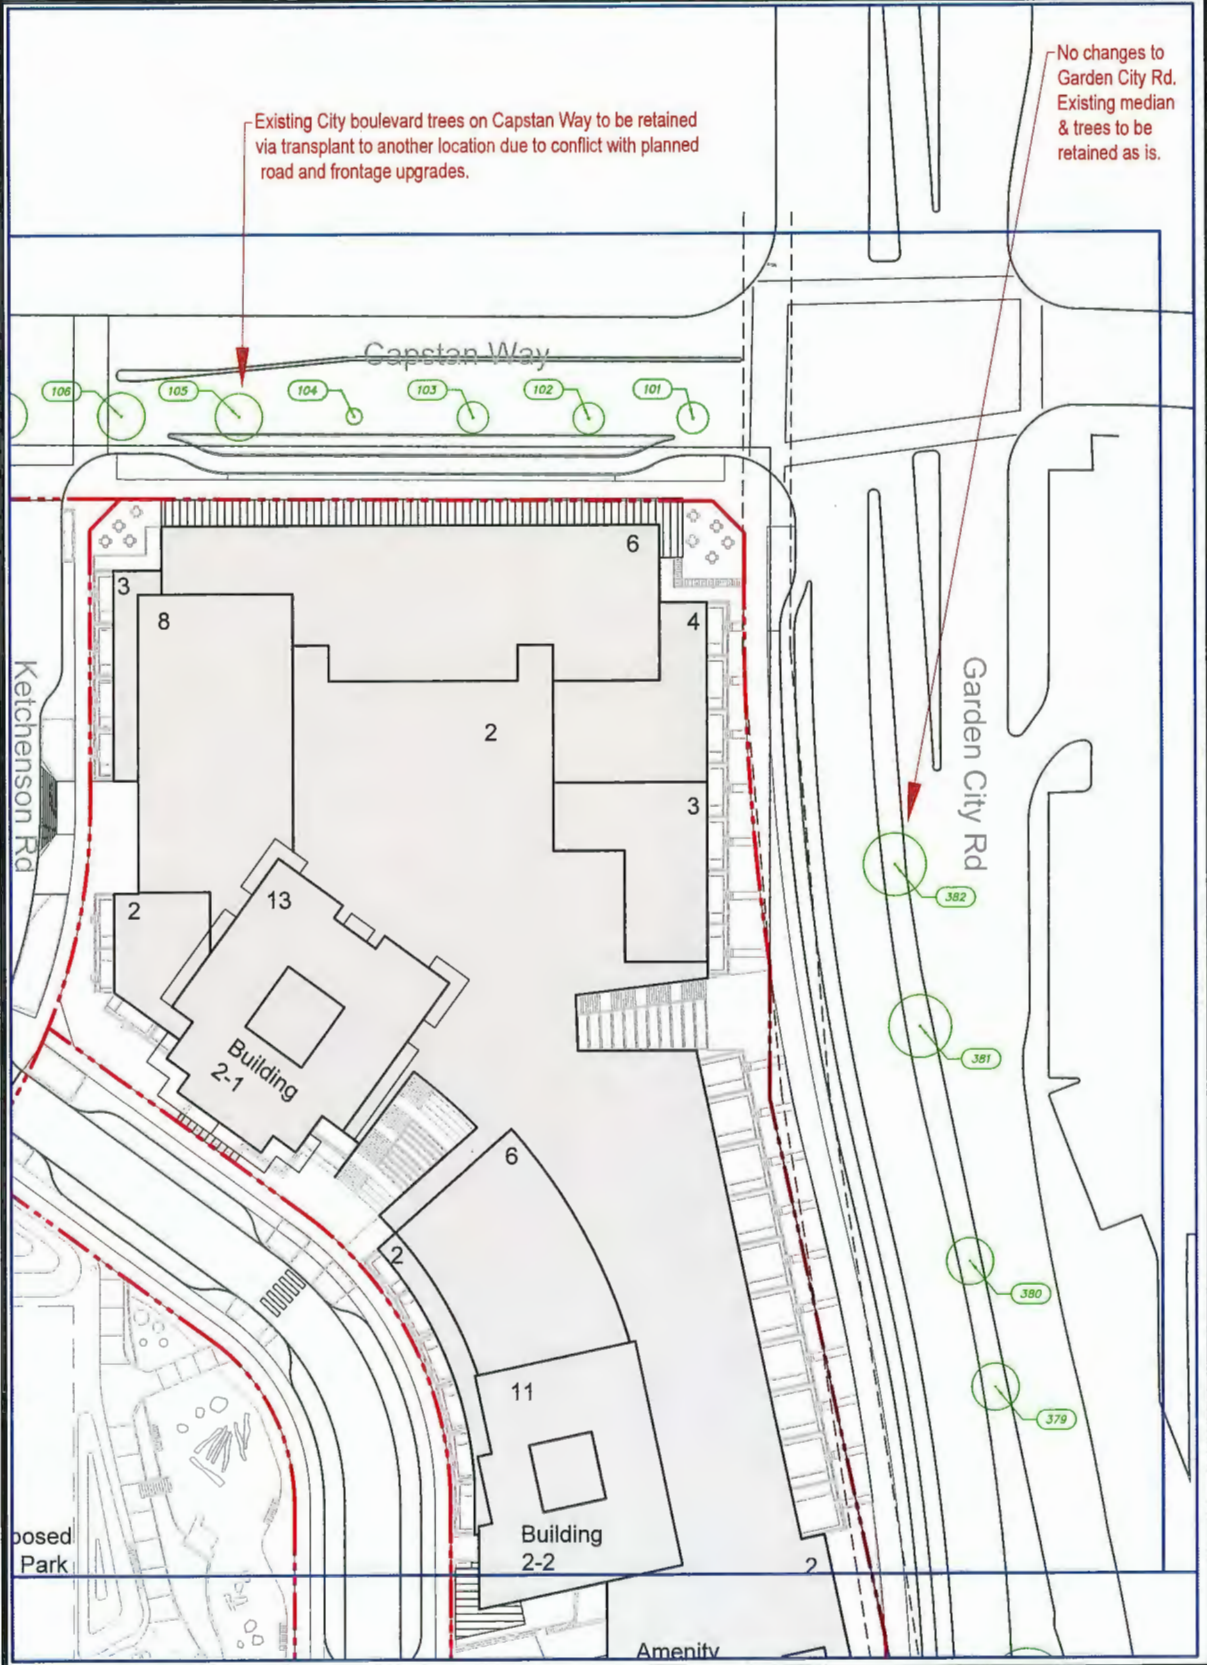 No changes to
Garden City Rd.
Existing median
& trees to be
retained as is.
Existing City boulevard trees on Capstan Way to be retained
via transplant to another location due to conflict with planned
road and frontage upgrades.
Capstan Way
106
105
104
103
102
101
6
3
8
4
2
3
Ketchenson Rd
Garden City Rd
382
2
13
381
Building
2-1
6
2
380
379
11
Building
2-2
posed
Park
2
Amenity